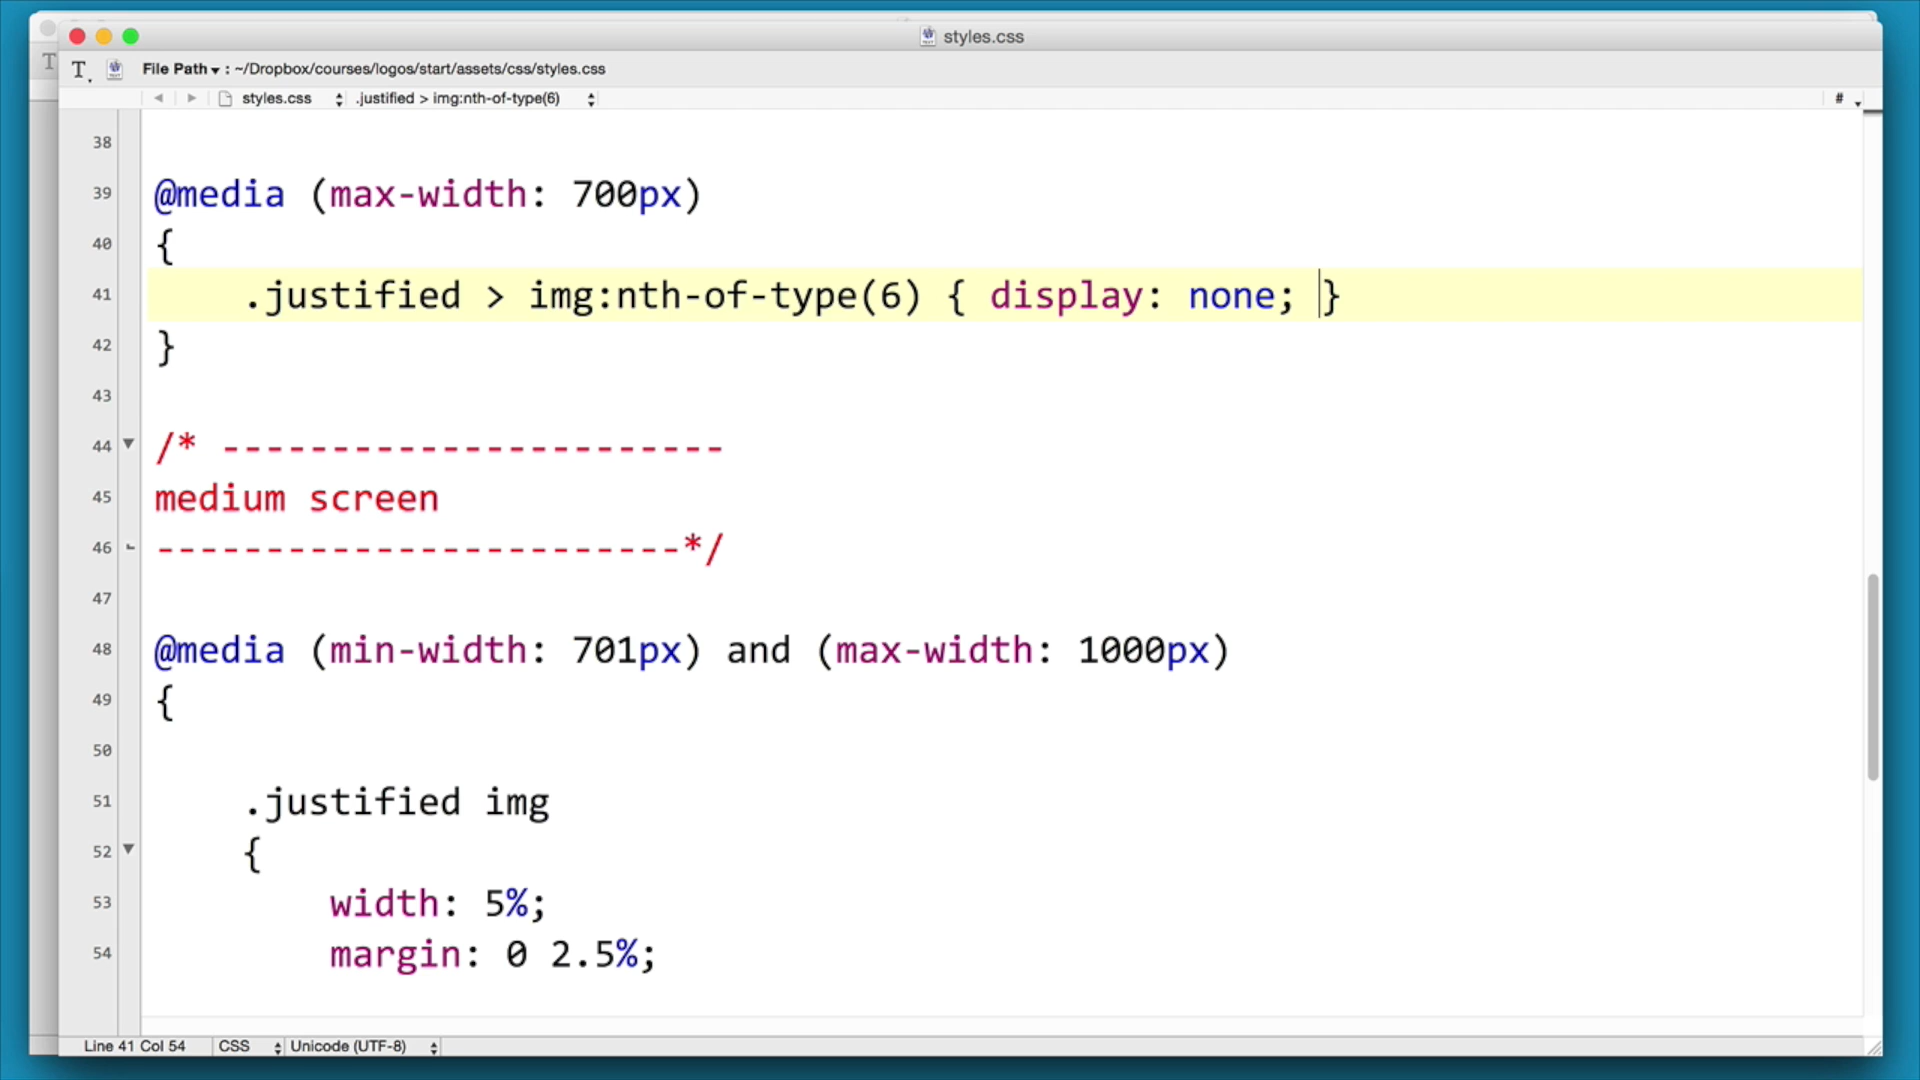 styles.css
T
T. File Path ▾ : ~/Dropbox/courses/logos/start/assets/css/styles.css
styles.css .justified > img:nth-of-type(6) #
38
39 @media (max-width: 700px)
40 {
41 .justified > img:nth-of-type(6) { display: none; }
42 }
43
44 /* -----------------------
45 medium screen
46 ------------------------*/
47
48 @media (min-width: 701px) and (max-width: 1000px)
49 {
50
51 .justified img
52 {
53 width: 5%;
54 margin: 0 2.5%;
Line 41 Col 54 CSS Unicode (UTF-8)